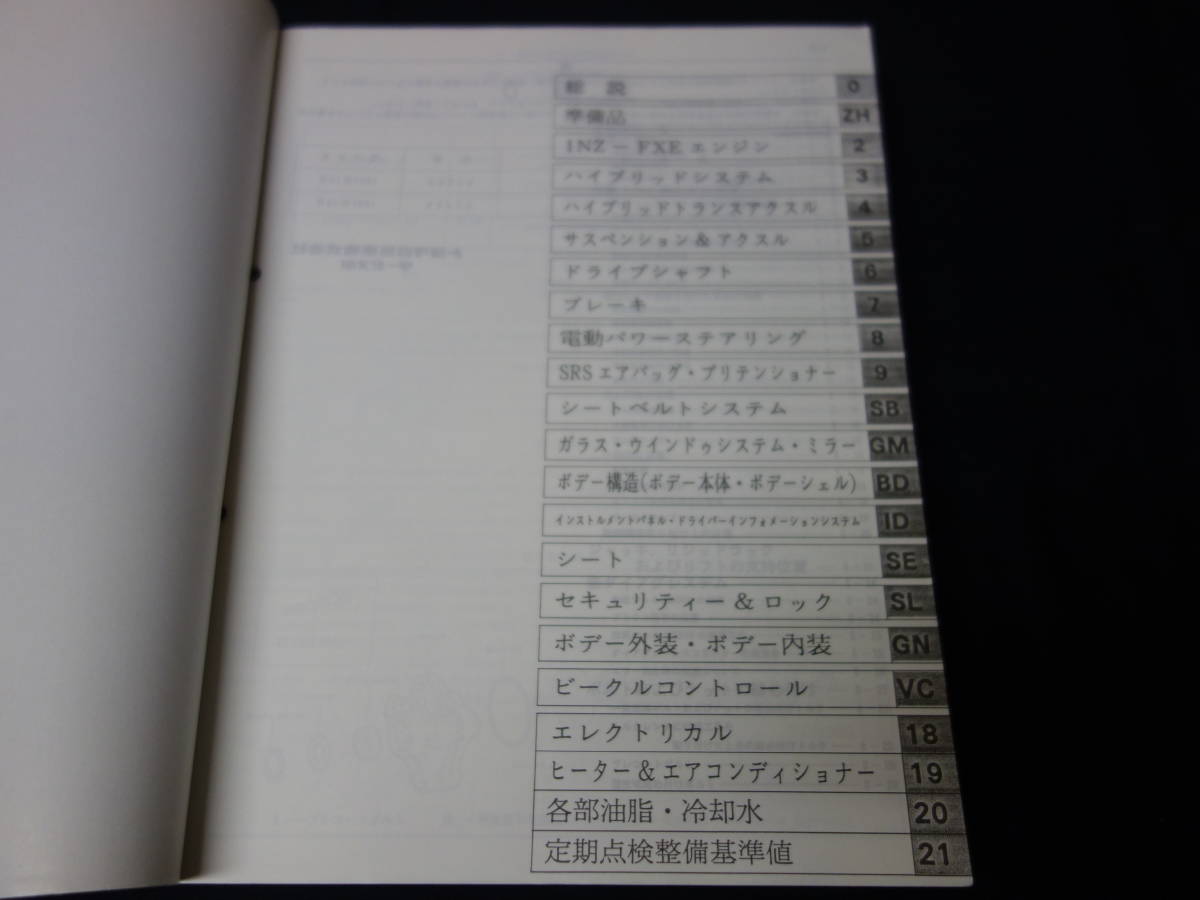 総説 0
準備品 ZH
1NZ－FXEエンジン 2
ハイブリッドシステム 3
ハイブリッドトランスアクスル 4
サスペンション＆アクスル 5
ドライブシャフト 6
ブレーキ 7
電動パワーステアリング 8
SRSエアバッグ・プリテンショナー 9
シートベルトシステム SB
ガラス・ウインドゥシステム・ミラー GM
ボデー構造(ボデー本体・ボデーシェル) BD
インストルメントパネル・ドライバーインフォメーションシステム ID
シート SE
セキュリティー＆ロック SL
ボデー外装・ボデー内装 GN
ビークルコントロール VC
エレクトリカル 18
ヒーター＆エアコンディショナー 19
各部油脂・冷却水 20
定期点検整備基準値 21